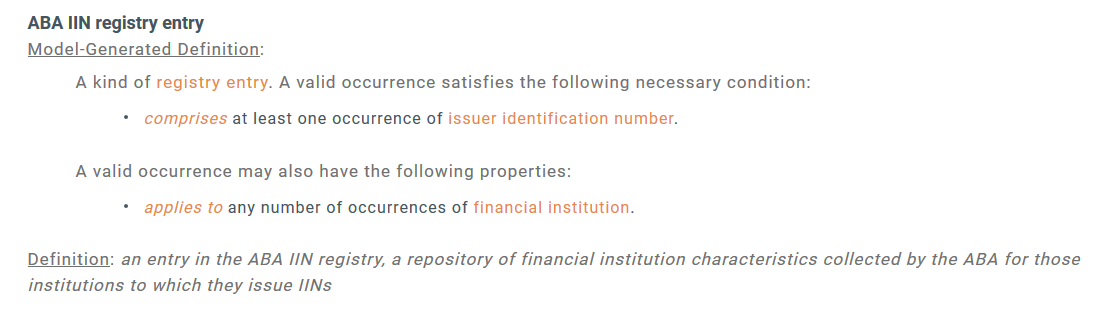 ABA IIN registry entry
Model-Generated Definition:
A kind of registry entry. A valid occurrence satisfies the following necessary condition:
• comprises at least one occurrence of issuer identification number.
A valid occurrence may also have the following properties:
• applies to any number of occurrences of financial institution.
Definition: an entry in the ABA IIN registry, a repository of financial institution characteristics collected by the ABA for those
institutions to which they issue IINs